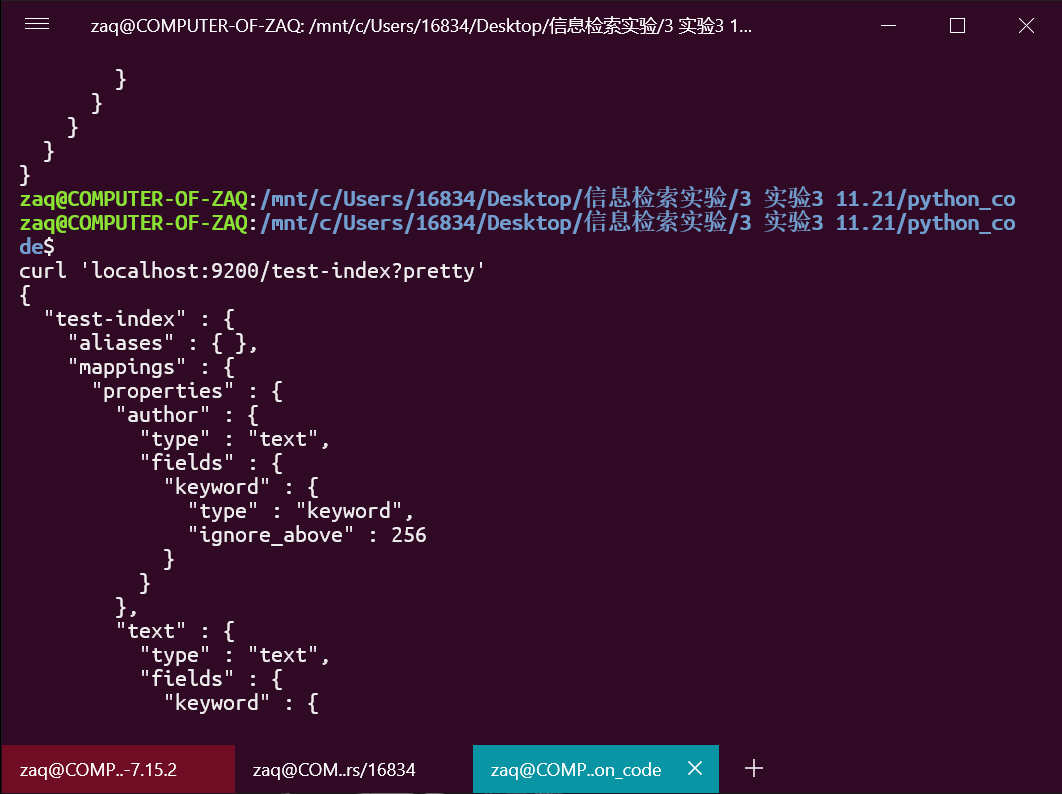 zaq@COMPUTER-OF-ZAQ: /mnt/c/Users/16834/Desktop/信息检索实验/3 实验3 1...
}
}
}
}
}
zaq@COMPUTER-OF-ZAQ:/mnt/c/Users/16834/Desktop/信息检索实验/3 实验3 11.21/python_co
zaq@COMPUTER-OF-ZAQ:/mnt/c/Users/16834/Desktop/信息检索实验/3 实验3 11.21/python_co
de$
curl 'localhost:9200/test-index?pretty'
{
  "test-index" : {
    "aliases" : { },
    "mappings" : {
      "properties" : {
        "author" : {
          "type" : "text",
          "fields" : {
            "keyword" : {
              "type" : "keyword",
              "ignore_above" : 256
            }
          }
        },
        "text" : {
          "type" : "text",
          "fields" : {
            "keyword" : {
zaq@COMP..-7.15.2 zaq@COM..rs/16834 zaq@COMP..on_code